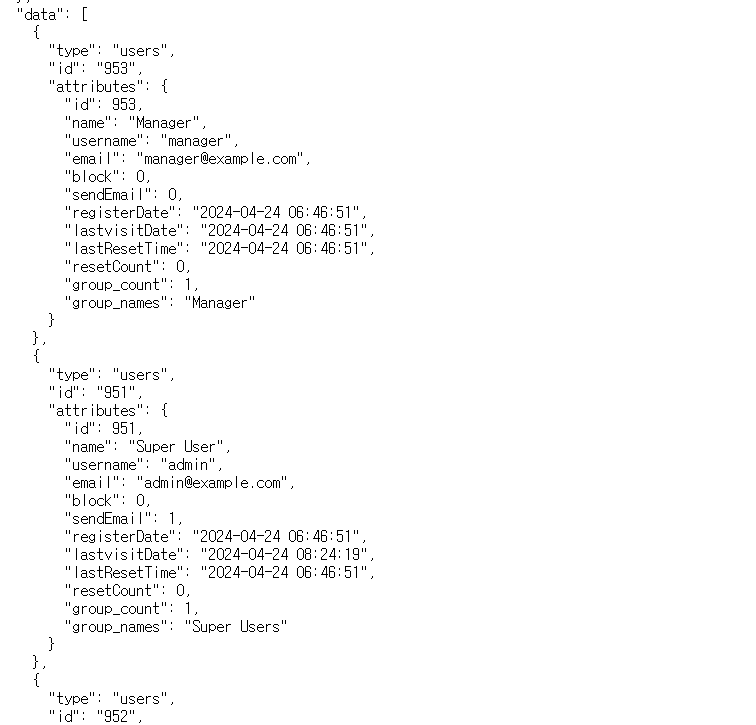 "data": [
{
"type": "users",
"id": "953",
"attributes": {
"id": 953,
"name": "Manager",
"username": "manager",
"email": "manager@example.com",
"block": 0,
"sendEmail": 0,
"registerDate": "2024-04-24 06:46:51",
"lastvisitDate": "2024-04-24 06:46:51",
"lastResetTime": "2024-04-24 06:46:51",
"resetCount": 0,
"group_count": 1,
"group_names": "Manager"
}
},
{
"type": "users",
"id": "951",
"attributes": {
"id": 951,
"name": "Super User",
"username": "admin",
"email": "admin@example.com",
"block": 0,
"sendEmail": 1,
"registerDate": "2024-04-24 06:46:51",
"lastvisitDate": "2024-04-24 08:24:19",
"lastResetTime": "2024-04-24 06:46:51",
"resetCount": 0,
"group_count": 1,
"group_names": "Super Users"
}
},
{
"type": "users",
"id": "952",